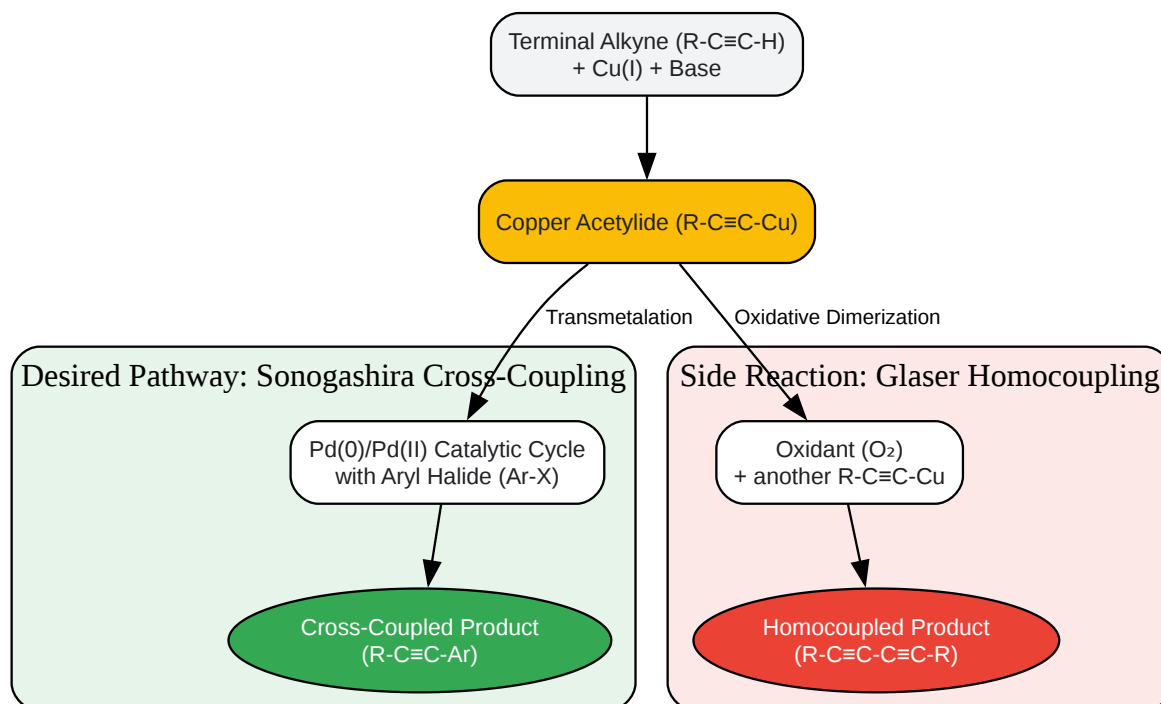 Terminal Alkyne (R-C≡C-H)
+ Cu(I) + Base
Copper Acetylide (R-C≡C-Cu)
Transmetalation
Oxidative Dimerization
Desired Pathway: Sonogashira Cross-Coupling
Side Reaction: Glaser Homocoupling
Pd(0)/Pd(II) Catalytic Cycle
with Aryl Halide (Ar-X)
Oxidant (O₂)
+ another R-C≡C-Cu
Cross-Coupled Product
(R-C≡C-Ar)
Homocoupled Product
(R-C≡C-C≡C-R)